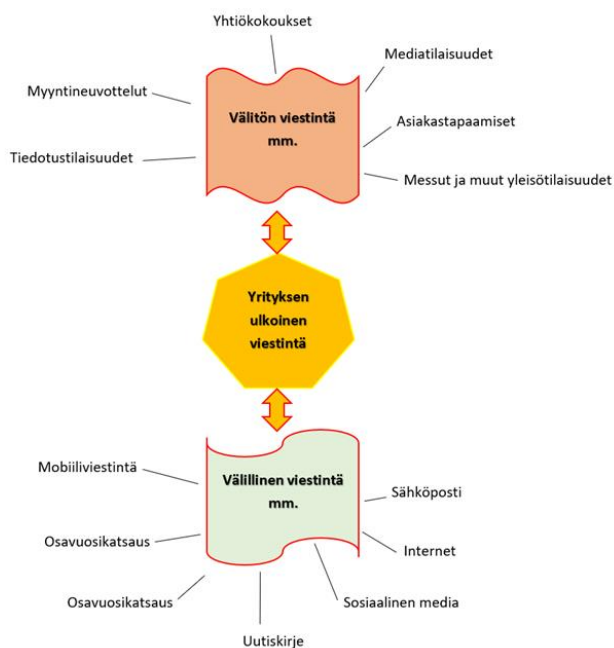 Yhtiökokoukset
Mediatilaisuudet
Myyntineuvottelut
Välitön viestintä
mm.
Asiakastapaamiset
Tiedotustilaisuudet
Messut ja muut yleisötilaisuudet
Yrityksen
ulkoinen
viestintä
Mobiiliviestintä
Välillinen viestintä
mm.
Sähköposti
Osavuosikatsaus
Internet
Osavuosikatsaus
Sosiaalinen media
Uutiskirje